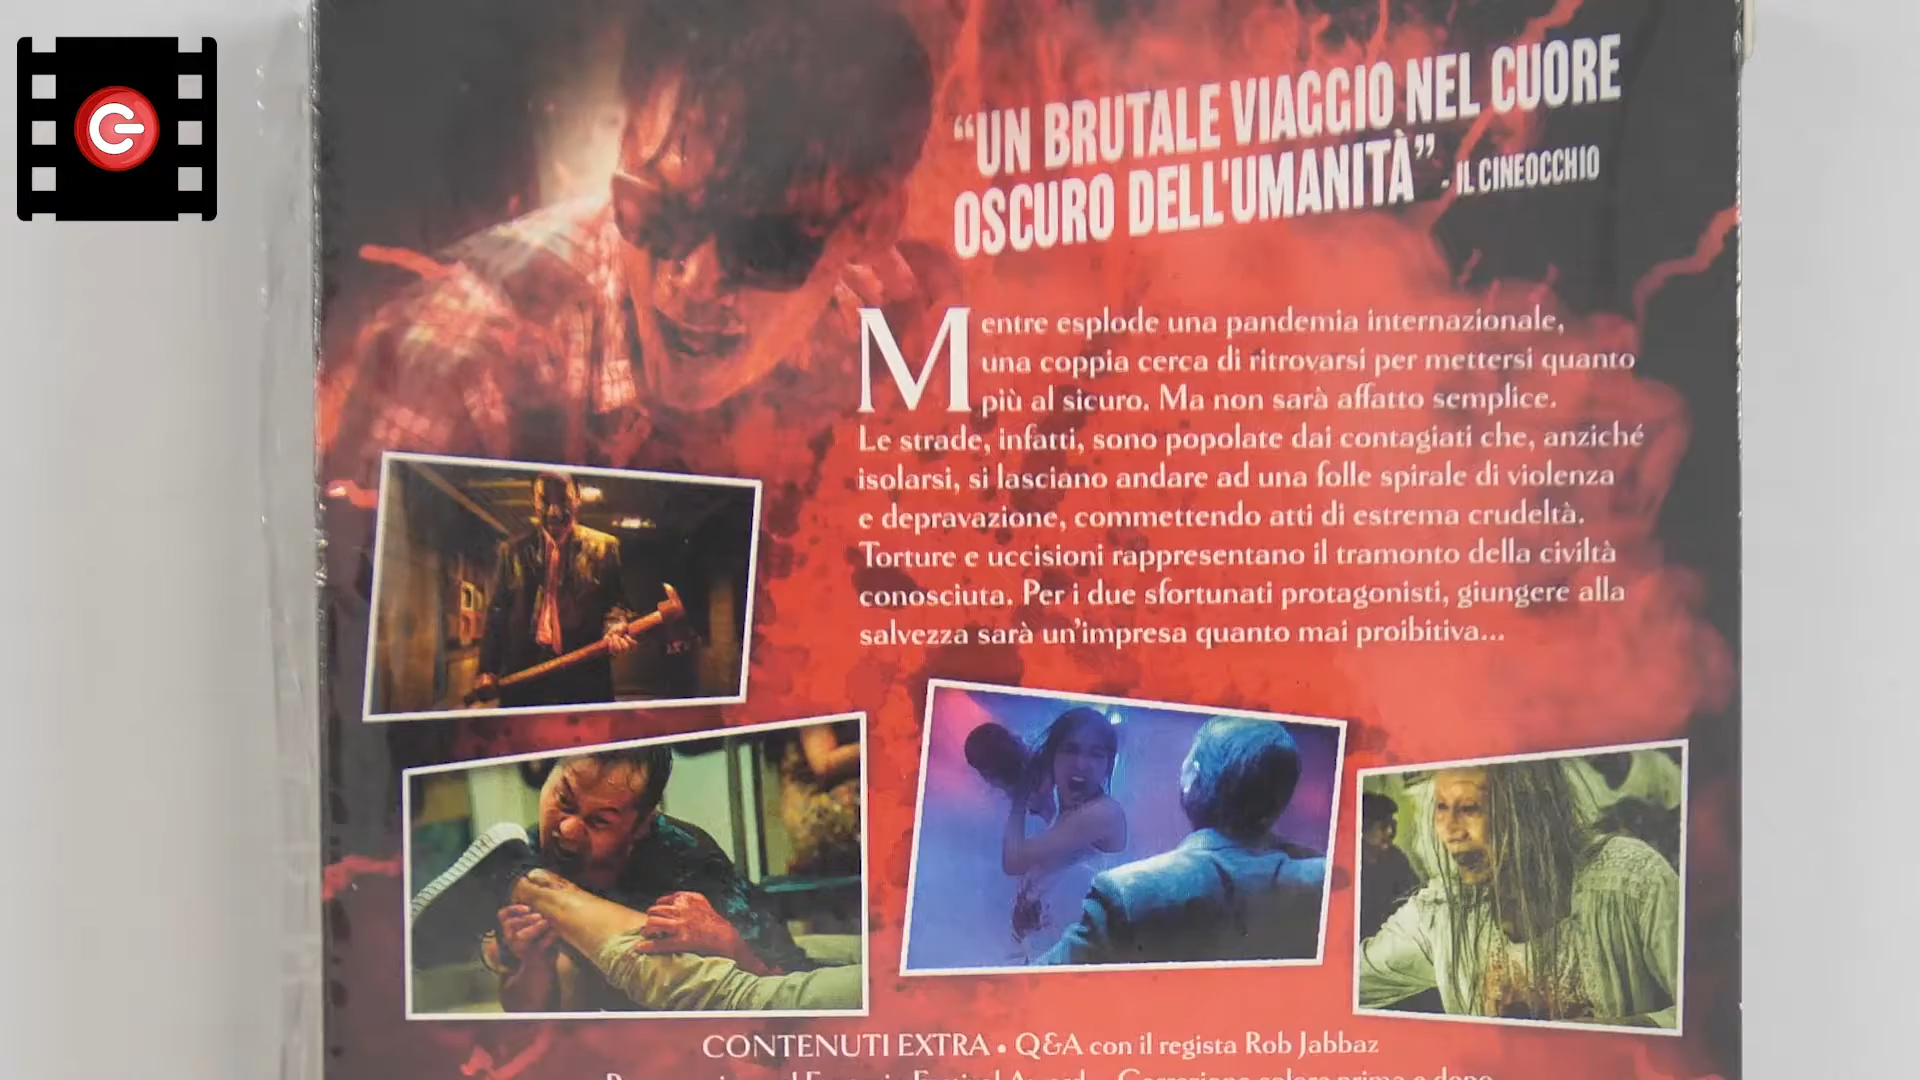 “UN BRUTALE VIAGGIO NEL CUORE
OSCURO DELL'UMANITÀ” - IL CINEOCCHIO
Mentre esplode una pandemia internazionale,
una coppia cerca di ritrovarsi per mettersi quanto
più al sicuro. Ma non sarà affatto semplice.
Le strade, infatti, sono popolate dai contagiati che, anziché
isolarsi, si lasciano andare ad una folle spirale di violenza
e depravazione, commettendo atti di estrema crudeltà.
Torture e uccisioni rappresentano il tramonto della civiltà
conosciuta. Per i due sfortunati protagonisti, giungere alla
salvezza sarà un'impresa quanto mai proibitiva...
CONTENUTI EXTRA • Q&A con il regista Rob Jabbaz